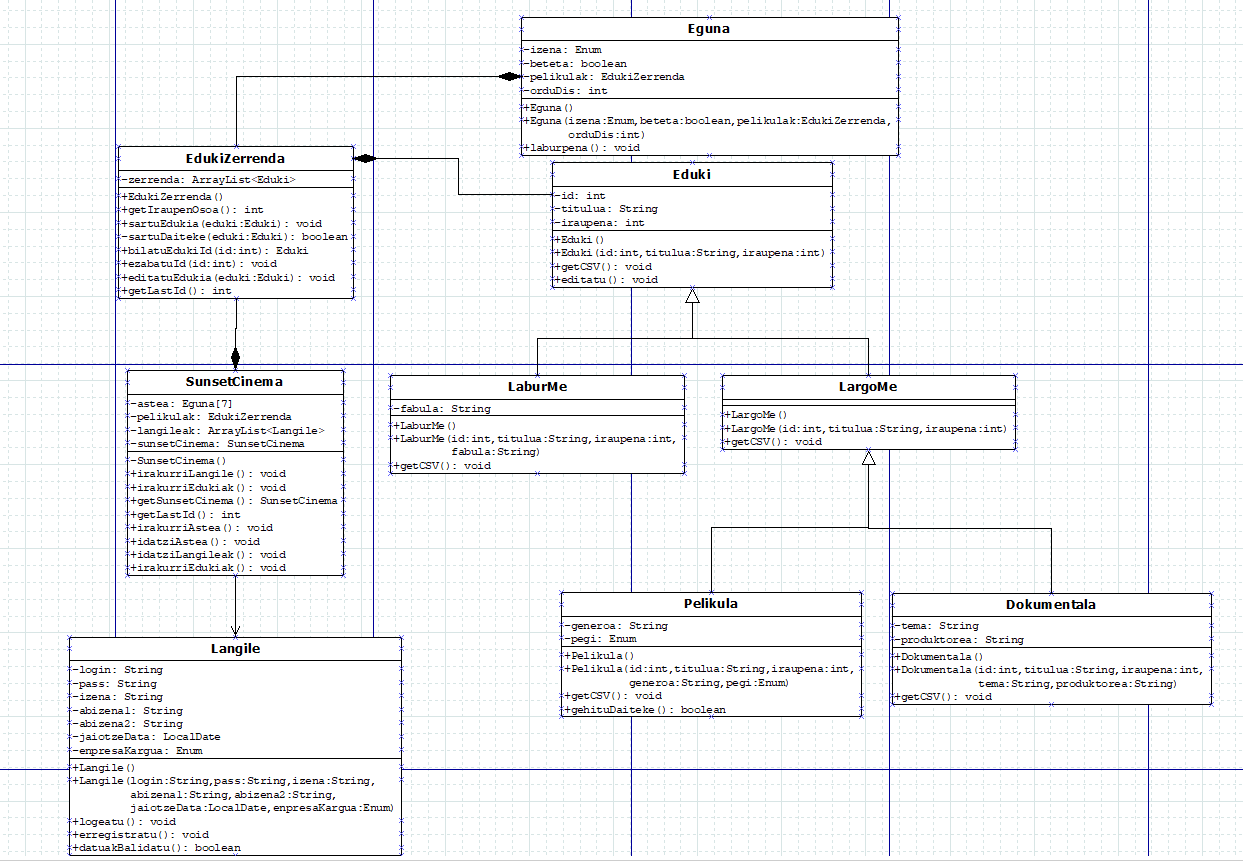 Eguna
-izena: Enum
-beteta: boolean
-pelikulak: EdukiZerrenda
-orduDis: int
+Eguna()
+Eguna(izena:Enum,beteta:boolean,pelikulak:EdukiZerrenda,
orduDis:int)
+laburpena(): void
EdukiZerrenda
-zerrenda: ArrayList<Eduki>
+EdukiZerrenda()
+getIraupenOsoa(): int
+sartuEdukia(eduki:Eduki): void
-sartuDaiteke(eduki:Eduki): boolean
+bilatuEdukiId(id:int): Eduki
+ezabatuId(id:int): void
+editatuEdukia(eduki:Eduki): void
+getLastId(): int
Eduki
-id: int
-titulua: String
-iraupena: int
+Eduki()
+Eduki(id:int,titulua:String,iraupena:int)
+getCSV(): void
+editatu(): void
SunsetCinema
-astea: Eguna[7]
-pelikulak: EdukiZerrenda
-langileak: ArrayList<Langile>
-sunsetCinema: SunsetCinema
-SunsetCinema()
+irakurriLangile(): void
+irakurriEdukiak(): void
+getSunsetCinema(): SunsetCinema
+getLastId(): int
+irakurriAstea(): void
+idatziAstea(): void
+idatziLangileak(): void
+irakurriEdukiak(): void
LaburMe
-fabula: String
+LaburMe()
+LaburMe(id:int,titulua:String,iraupena:int,
fabula:String)
+getCSV(): void
LargoMe
+LargoMe()
+LargoMe(id:int,titulua:String,iraupena:int)
+getCSV(): void
Pelikula
-generoa: String
-pegi: Enum
+Pelikula()
+Pelikula(id:int,titulua:String,iraupena:int,
generoa:String,pegi:Enum)
+getCSV(): void
+gehituDaiteke(): boolean
Dokumentala
-tema: String
-produktorea: String
+Dokumentala()
+Dokumentala(id:int,titulua:String,iraupena:int,
tema:String,produktorea:String)
+getCSV(): void
Langile
-login: String
-pass: String
-izena: String
-abizena1: String
-abizena2: String
-jaiotzeData: LocalDate
-enpresaKargua: Enum
+Langile()
+Langile(login:String,pass:String,izena:String,
abizena1:String,abizena2:String,
jaiotzeData:LocalDate,enpresaKargua:Enum)
+logeatu(): void
+erregistratu(): void
+datuakBalidatu(): boolean